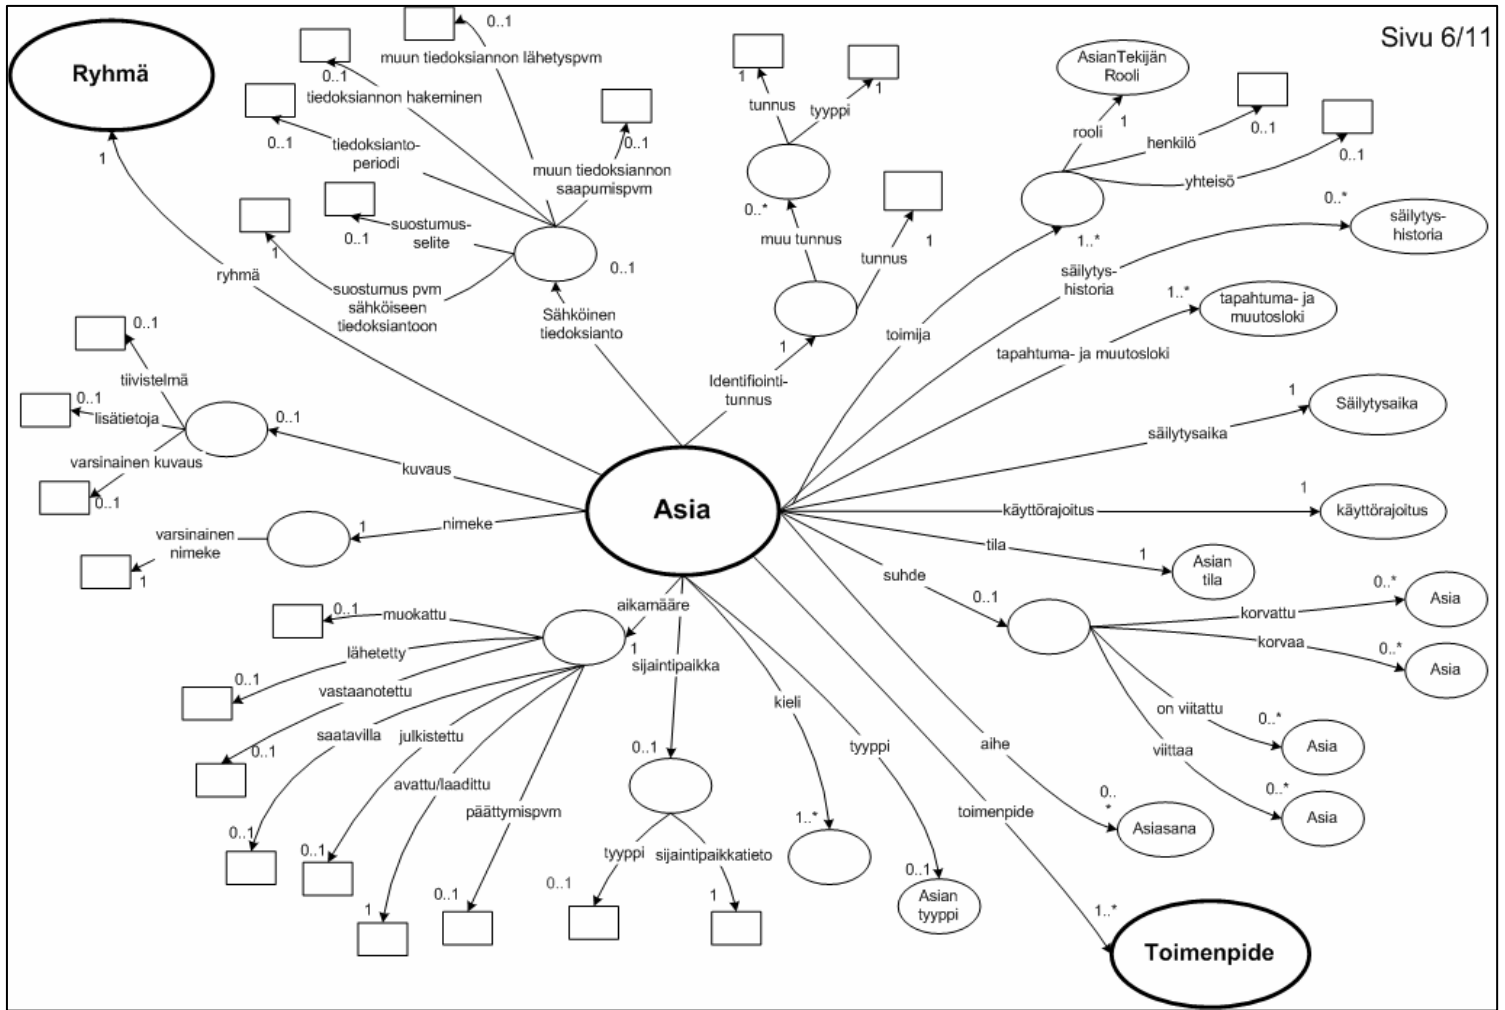 Sivu 6/11
Ryhmä
1
ryhmä
0..1
muun tiedoksiannon lähetyspvm
0..1
tiedoksiannon hakeminen
0..1
tiedoksianto-
periodi
0..1
muun tiedoksiannon
saapumispvm
0..1
suostumus-
selite
1
suostumus pvm
sähköiseen
tiedoksiantoon
0..1
Sähköinen
tiedoksianto
1
tunnus
1
tyyppi
0..*
muu tunnus
1
tunnus
1
Identifiointi-
tunnus
AsianTekijän
Rooli
1
rooli
0..1
henkilö
0..1
yhteisö
1..*
toimija
0..*
säilytys-
historia
säilytys-
historia
1..*
tapahtuma- ja
muutosloki
tapahtuma- ja muutosloki
1
Säilytysaika
säilytysaika
0..1
tiivistelmä
0..1
lisätietoja
0..1
varsinainen kuvaus
0..1
kuvaus
Asia
1
käyttörajoitus
käyttörajoitus
1
nimeke
varsinainen
nimeke
1
tila
1
Asian
tila
suhde
0..1
korvattu
0..*
Asia
korvaa
0..*
Asia
on viitattu
0..*
Asia
viittaa
0..*
Asia
aikamääre
1
0..1
muokattu
0..1
lähetetty
0..1
vastaanotettu
0..1
saatavilla
0..1
julkistettu
1
avattu/laadittu
0..1
päättymispvm
sijaintipaikka
0..1
tyyppi
0..1
sijaintipaikkatieto
1
kieli
1..*
tyyppi
0..1
Asian
tyyppi
aihe
0..
*
Asiasana
toimenpide
1..*
Toimenpide